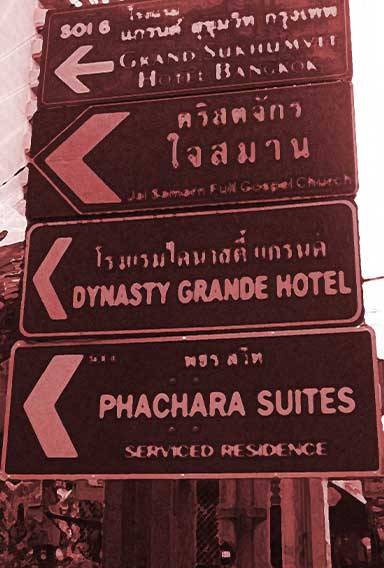 โรงแรม
SOI 6 แกรนด์ สุขุมวิท กรุงเทพ
GRAND SUKHUMVIT
HOTEL BANGKOK
คริสตจักร
ใจสมาน
Jai Samarn Full Gospel Church
โรงแรมไดนาสตี้ แกรนด์
DYNASTY GRANDE HOTEL
พชร สวีท
PHACHARA SUITES
SERVICED RESIDENCE